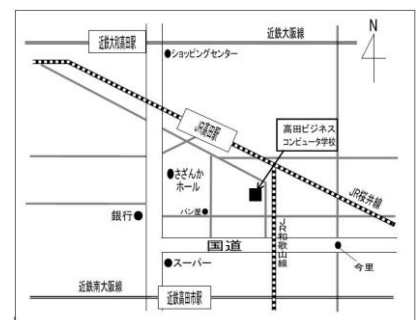 近鉄大和高田駅
近鉄大阪線
N
ショッピングセンター
JR高田駅
高田ビジネス
コンピュータ学校
さざんか
ホール
JR桜井線
パン屋
銀行
国道
JR和歌山線
スーパー
今里
近鉄南大阪線
近鉄高田市駅